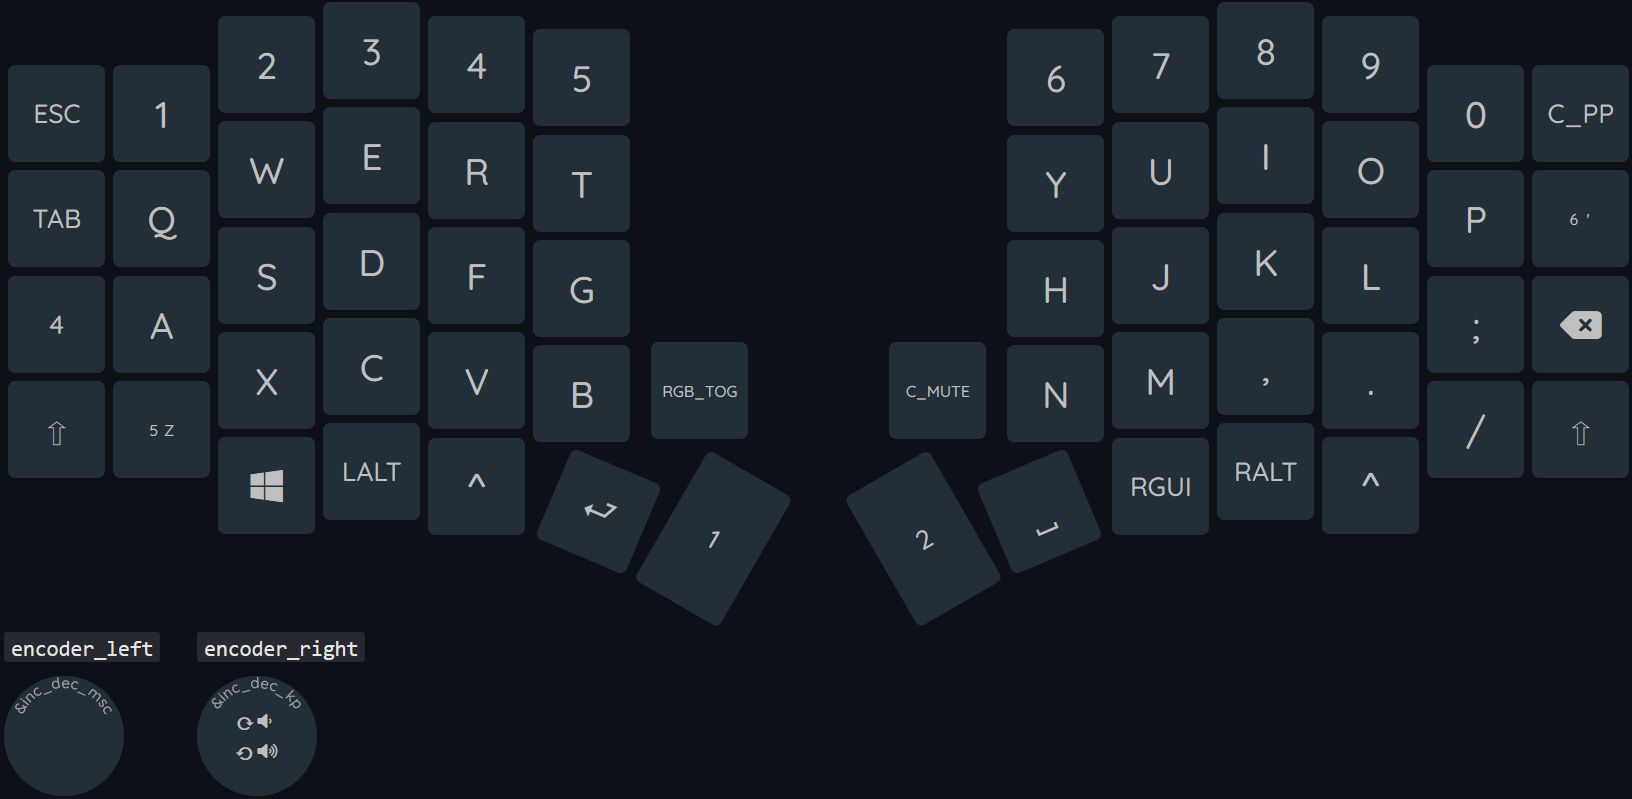 ESC 1 2 3 4 5 6 7 8 9 0 C_PP
TAB Q W E R T Y U I O P 6 '
4 A S D F G H J K L ;
⇧ 5 Z X C V B RGB_TOG C_MUTE N M , . / ⇧
LALT ^ 1 2 RGUI RALT ^
encoder_left encoder_right
&inc_dec_msc &inc_dec_kp